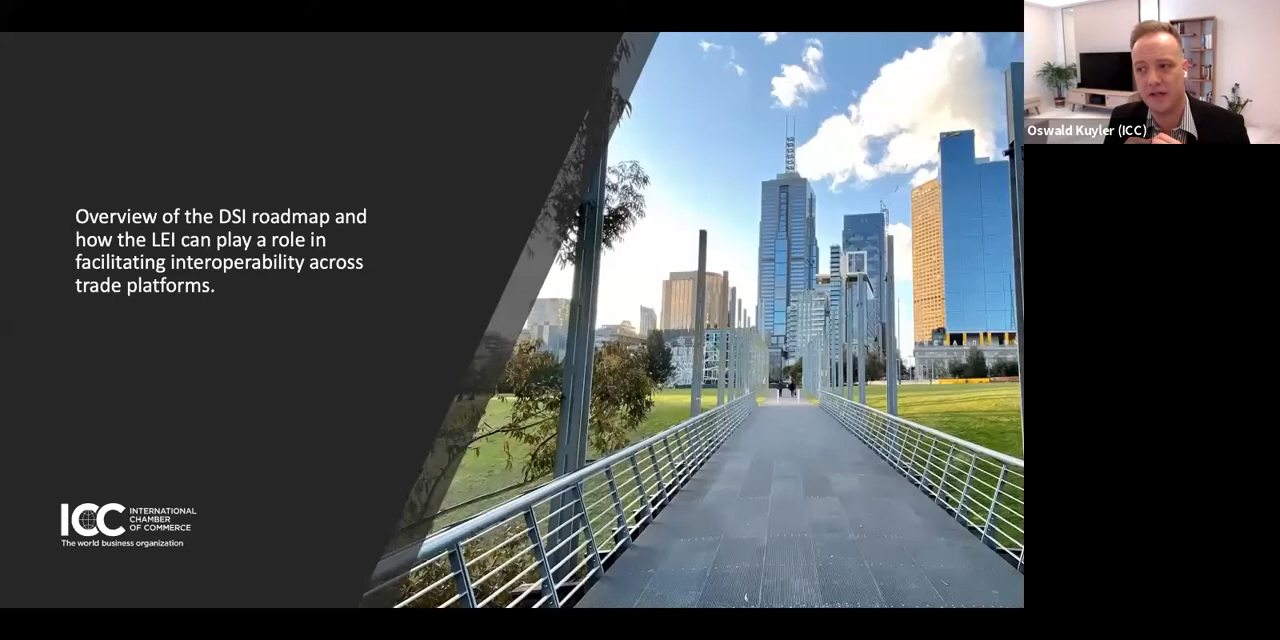 Overview of the DSI roadmap and
how the LEI can play a role in
facilitating interoperability across
trade platforms.
ICC INTERNATIONAL
CHAMBER
OF COMMERCE
The world business organization
Oswald Kuyler (ICC)